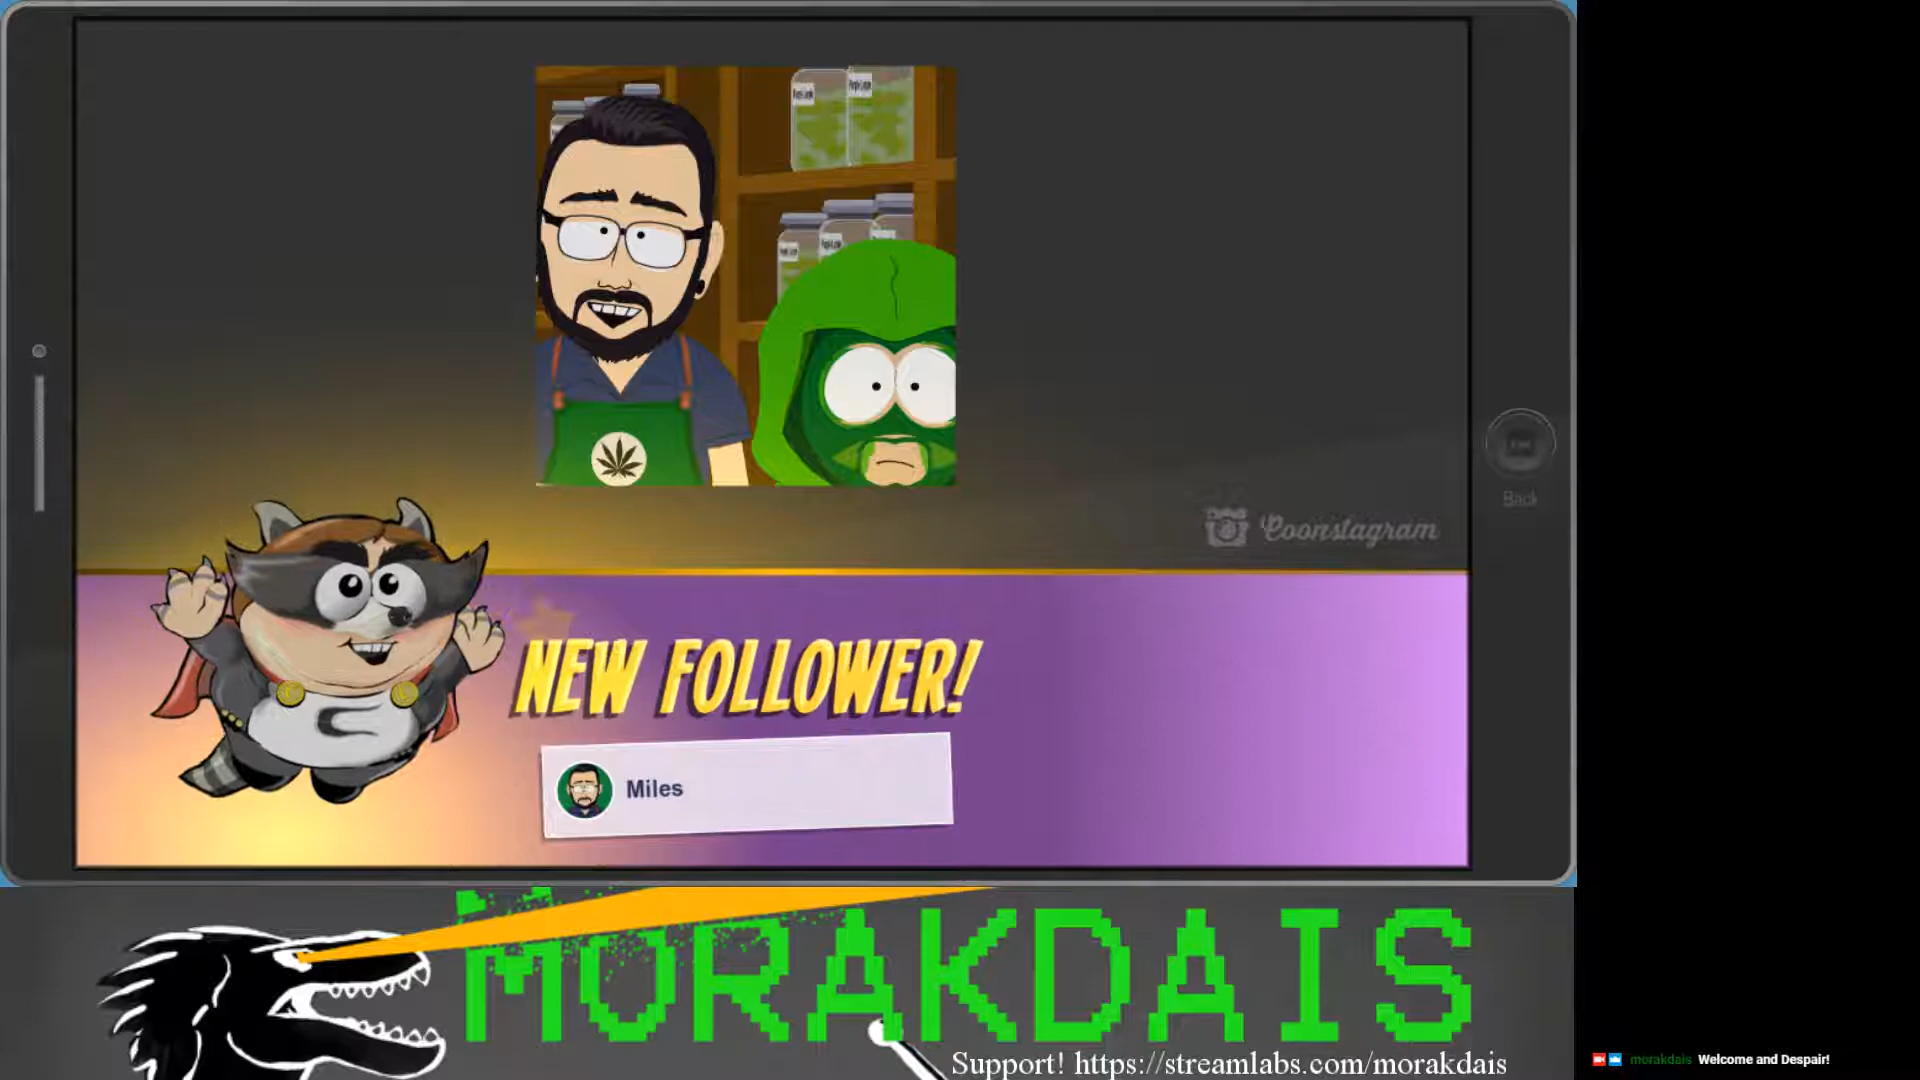 Coonstagram
Back
NEW FOLLOWER!
Miles
MORAKDAIS
Support! https://streamlabs.com/morakdais
morakdais Welcome and Despair!